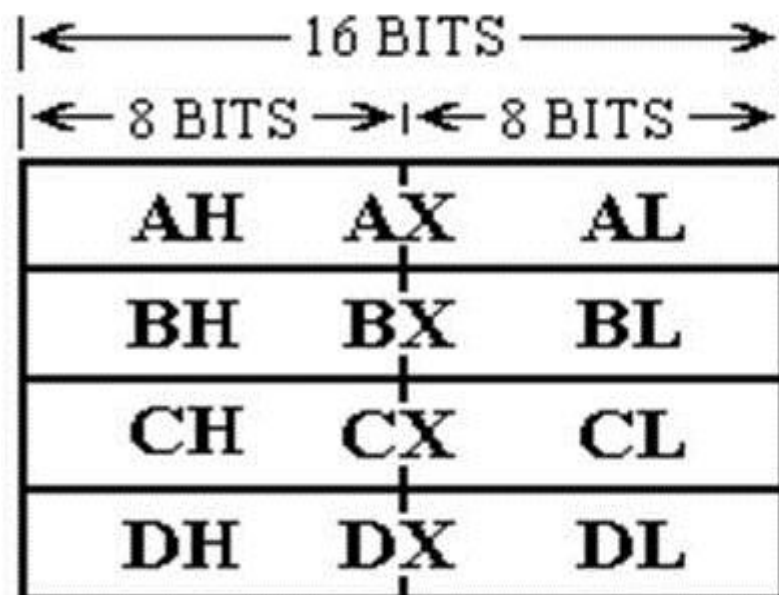 16 BITS
8 BITS 8 BITS
AH AX AL
BH BX BL
CH CX CL
DH DX DL